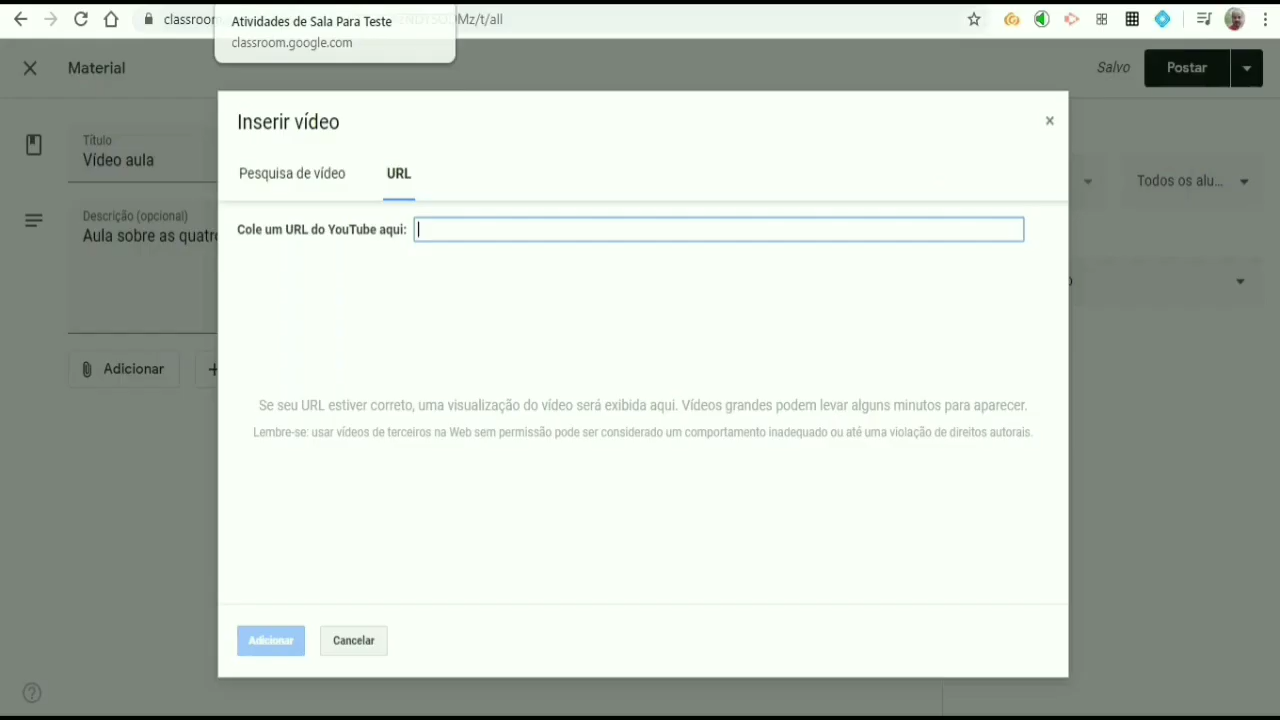 classroom
Mz/t/all
Atividades de Sala Para Teste
classroom.google.com
Material
Salvo
Postar
Inserir vídeo
×
Pesquisa de vídeo
URL
Título
Vídeo aula
Todos os alu...
Descrição (opcional)
Aula sobre as quatr
Cole um URL do YouTube aqui:
Adicionar
Se seu URL estiver correto, uma visualização do vídeo será exibida aqui. Vídeos grandes podem levar alguns minutos para aparecer.
Lembre-se: usar vídeos de terceiros na Web sem permissão pode ser considerado um comportamento inadequado ou até uma violação de direitos autorais.
Adicionar
Cancelar